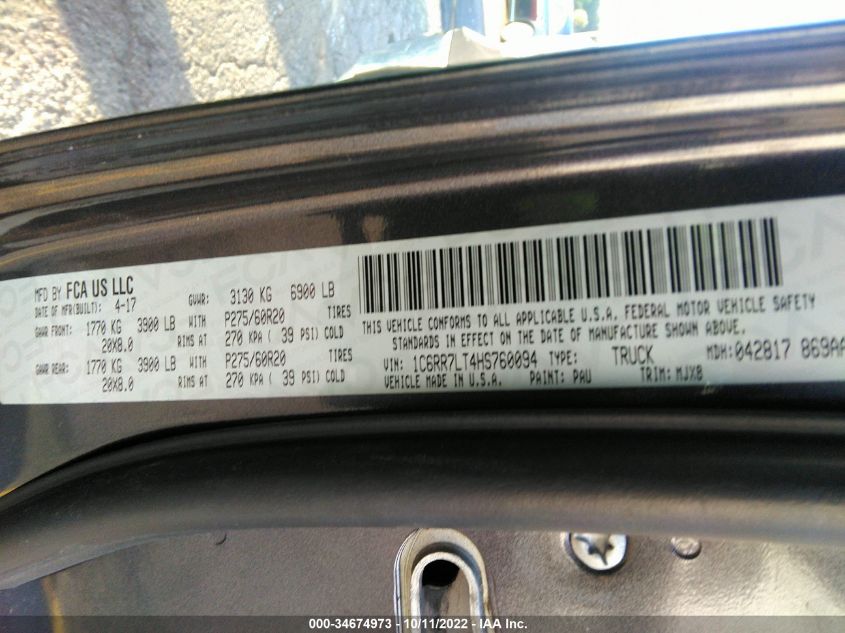 MFD BY FCA US LLC
DATE OF MFR(BUILT): 4-17 GVWR: 3130 KG 6900 LB
GAWR FRONT: 1770 KG 3900 LB WITH P275/60R20 TIRES
20X8.0 RIMS AT 270 KPA ( 39 PSI) COLD
GAWR REAR: 1770 KG 3900 LB WITH P275/60R20 TIRES
20X8.0 RIMS AT 270 KPA ( 39 PSI) COLD
THIS VEHICLE CONFORMS TO ALL APPLICABLE U.S.A. FEDERAL MOTOR VEHICLE SAFETY
STANDARDS IN EFFECT ON THE DATE OF MANUFACTURE SHOWN ABOVE.
VIN: 1C6RR7LT4HS760094 TYPE: TRUCK MDH:042817 869AA
VEHICLE MADE IN U.S.A. PAINT: PAU TRIM: MJX8
000-34674973 - 10/11/2022 - IAA Inc.